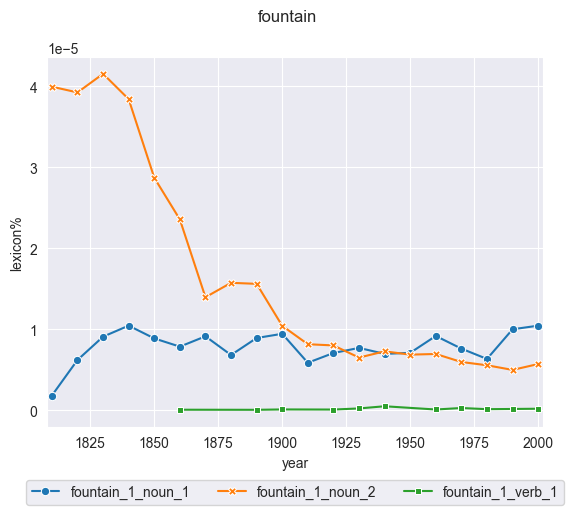 fountain
1e−5
4
3
2
1
0
lexicon%
1825 1850 1875 1900 1925 1950 1975 2000
year
fountain_1_noun_1 fountain_1_noun_2 fountain_1_verb_1